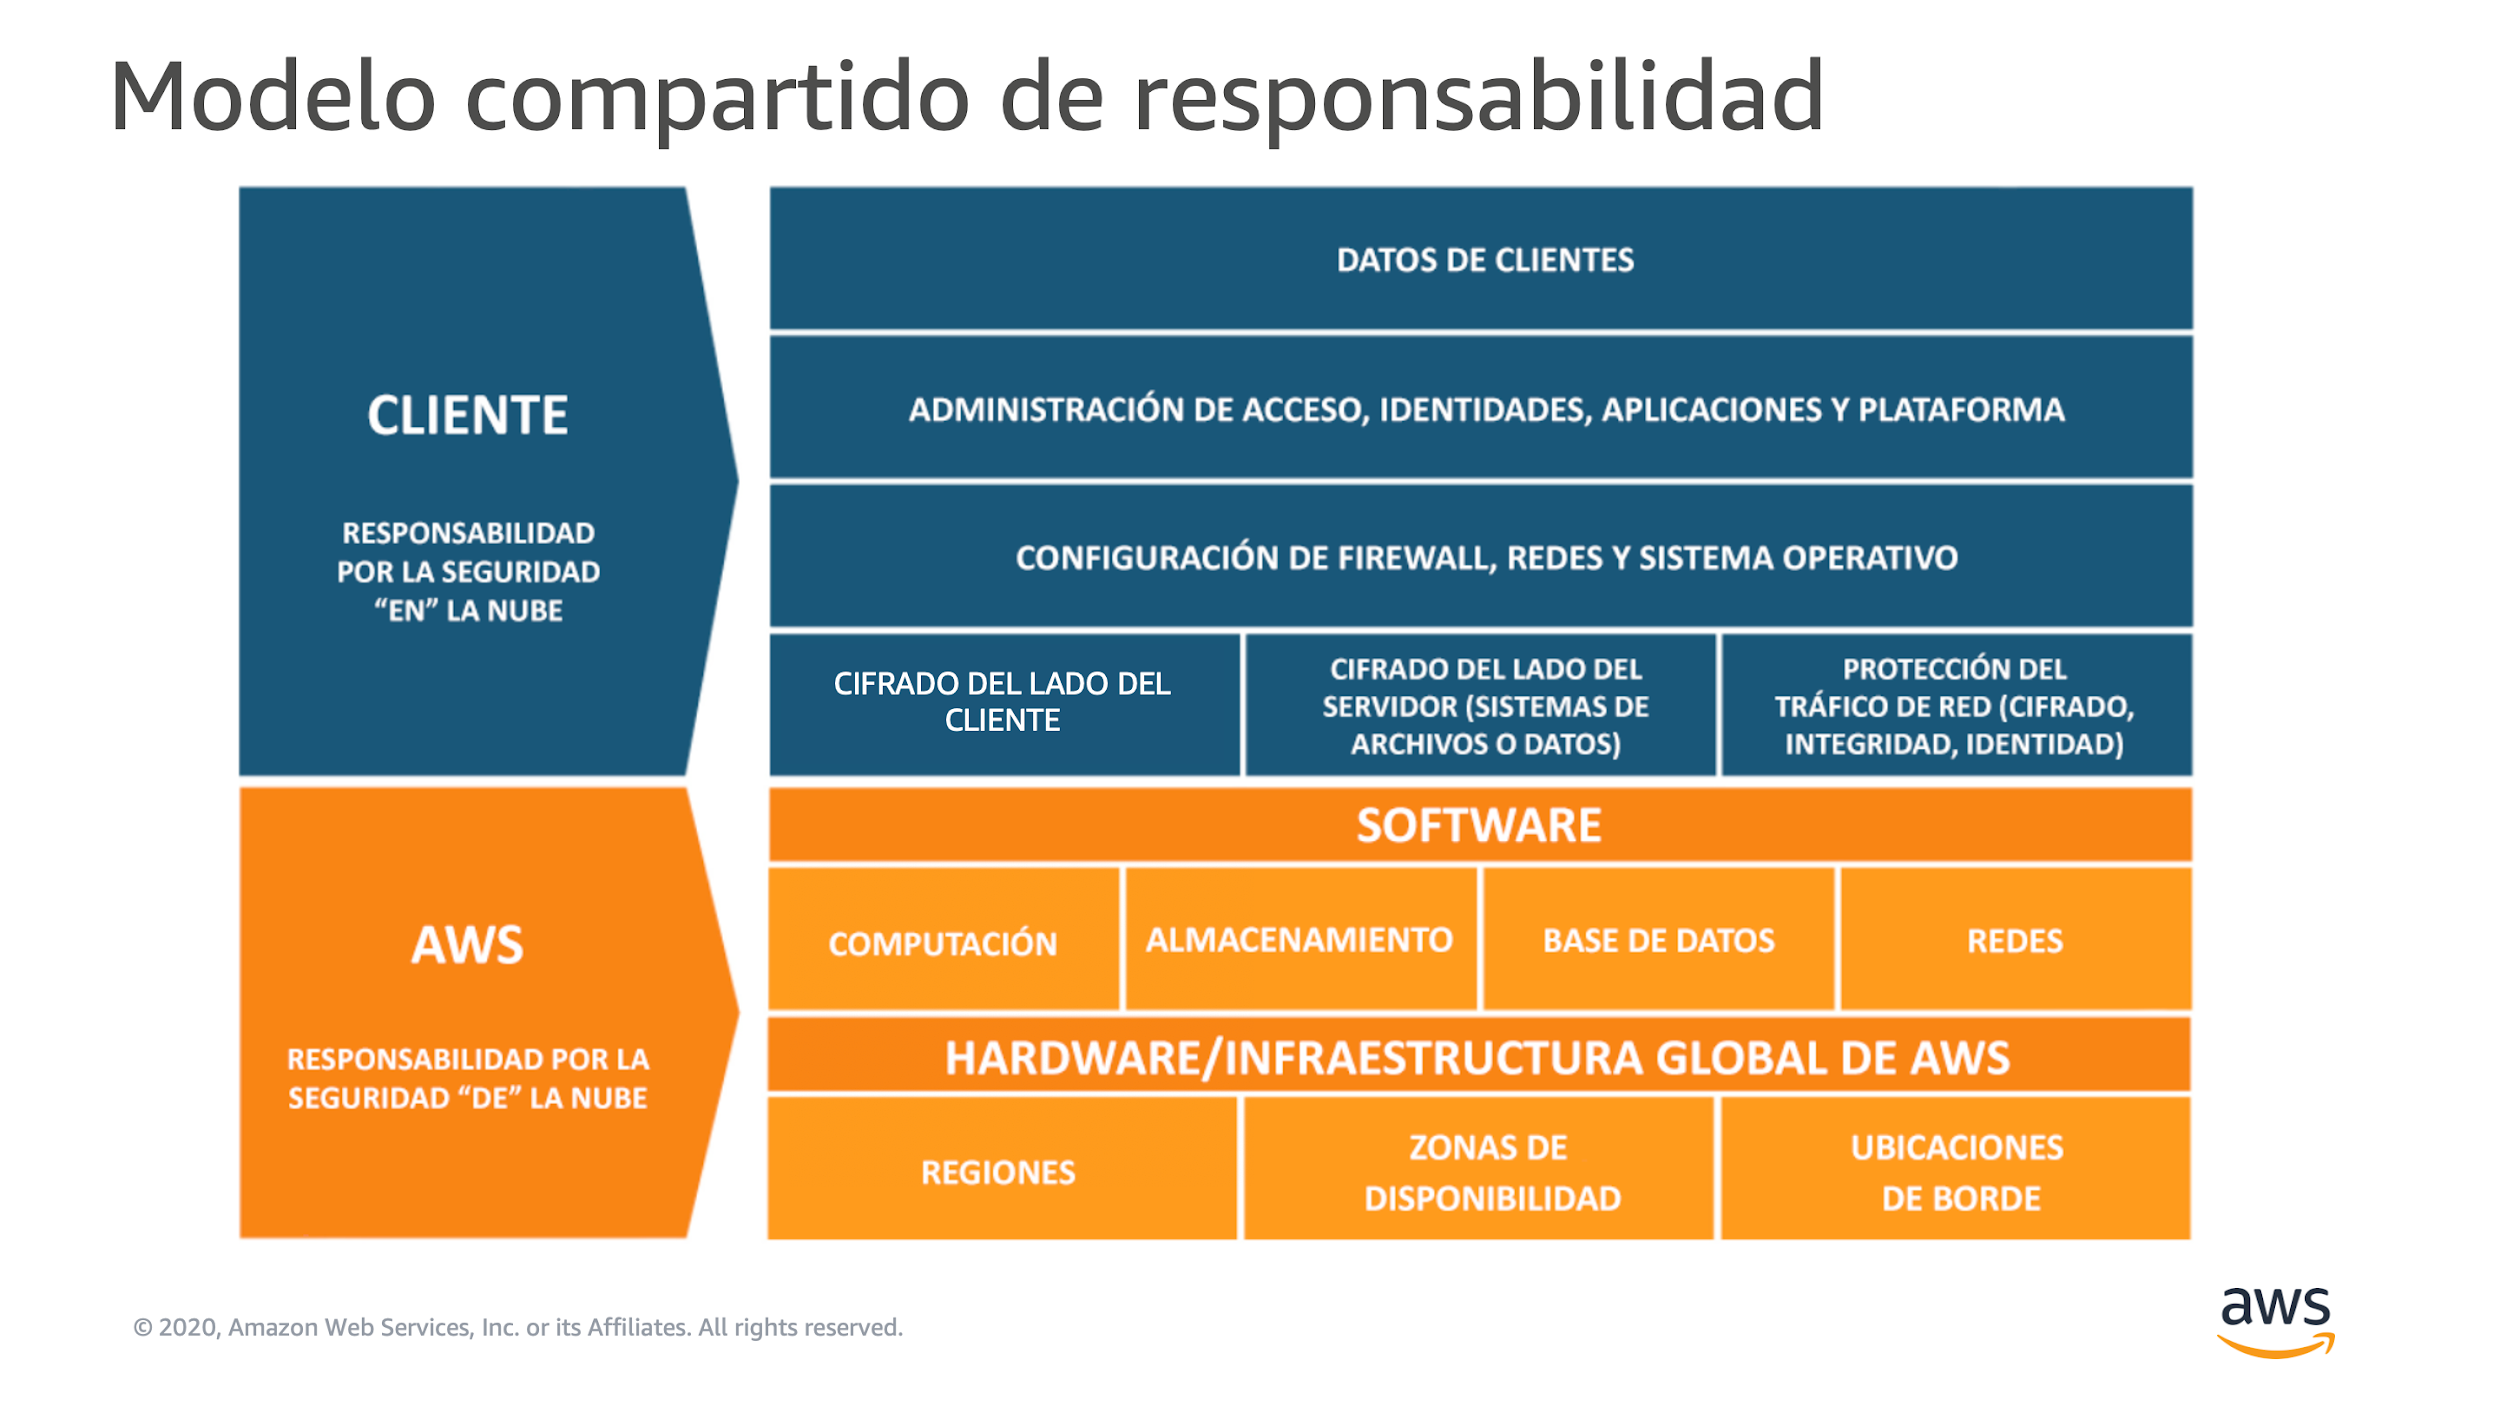 Modelo compartido de responsabilidad
CLIENTE
RESPONSABILIDAD
POR LA SEGURIDAD
“EN” LA NUBE
DATOS DE CLIENTES
ADMINISTRACIÓN DE ACCESO, IDENTIDADES, APLICACIONES Y PLATAFORMA
CONFIGURACIÓN DE FIREWALL, REDES Y SISTEMA OPERATIVO
CIFRADO DEL LADO DEL
CLIENTE
CIFRADO DEL LADO DEL
SERVIDOR (SISTEMAS DE
ARCHIVOS O DATOS)
PROTECCIÓN DEL
TRÁFICO DE RED (CIFRADO,
INTEGRIDAD, IDENTIDAD)
AWS
RESPONSABILIDAD POR LA
SEGURIDAD “DE” LA NUBE
SOFTWARE
COMPUTACIÓN
ALMACENAMIENTO
BASE DE DATOS
REDES
HARDWARE/INFRAESTRUCTURA GLOBAL DE AWS
REGIONES
ZONAS DE
DISPONIBILIDAD
UBICACIONES
DE BORDE
© 2020, Amazon Web Services, Inc. or its Affiliates. All rights reserved.
aws